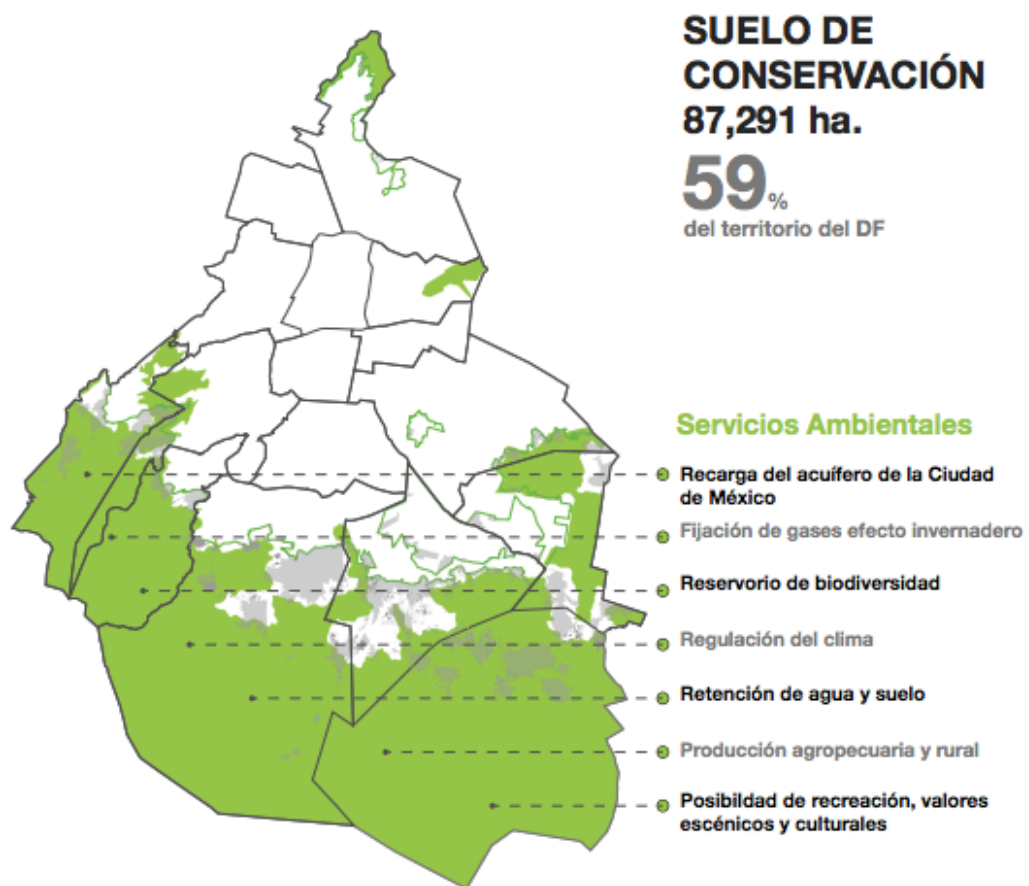 SUELO DE
CONSERVACIÓN
87,291 ha.
59%
del territorio del DF
Servicios Ambientales
Recarga del acuífero de la Ciudad
de México
Fijación de gases efecto invernadero
Reservorio de biodiversidad
Regulación del clima
Retención de agua y suelo
Producción agropecuaria y rural
Posibildad de recreación, valores
escénicos y culturales